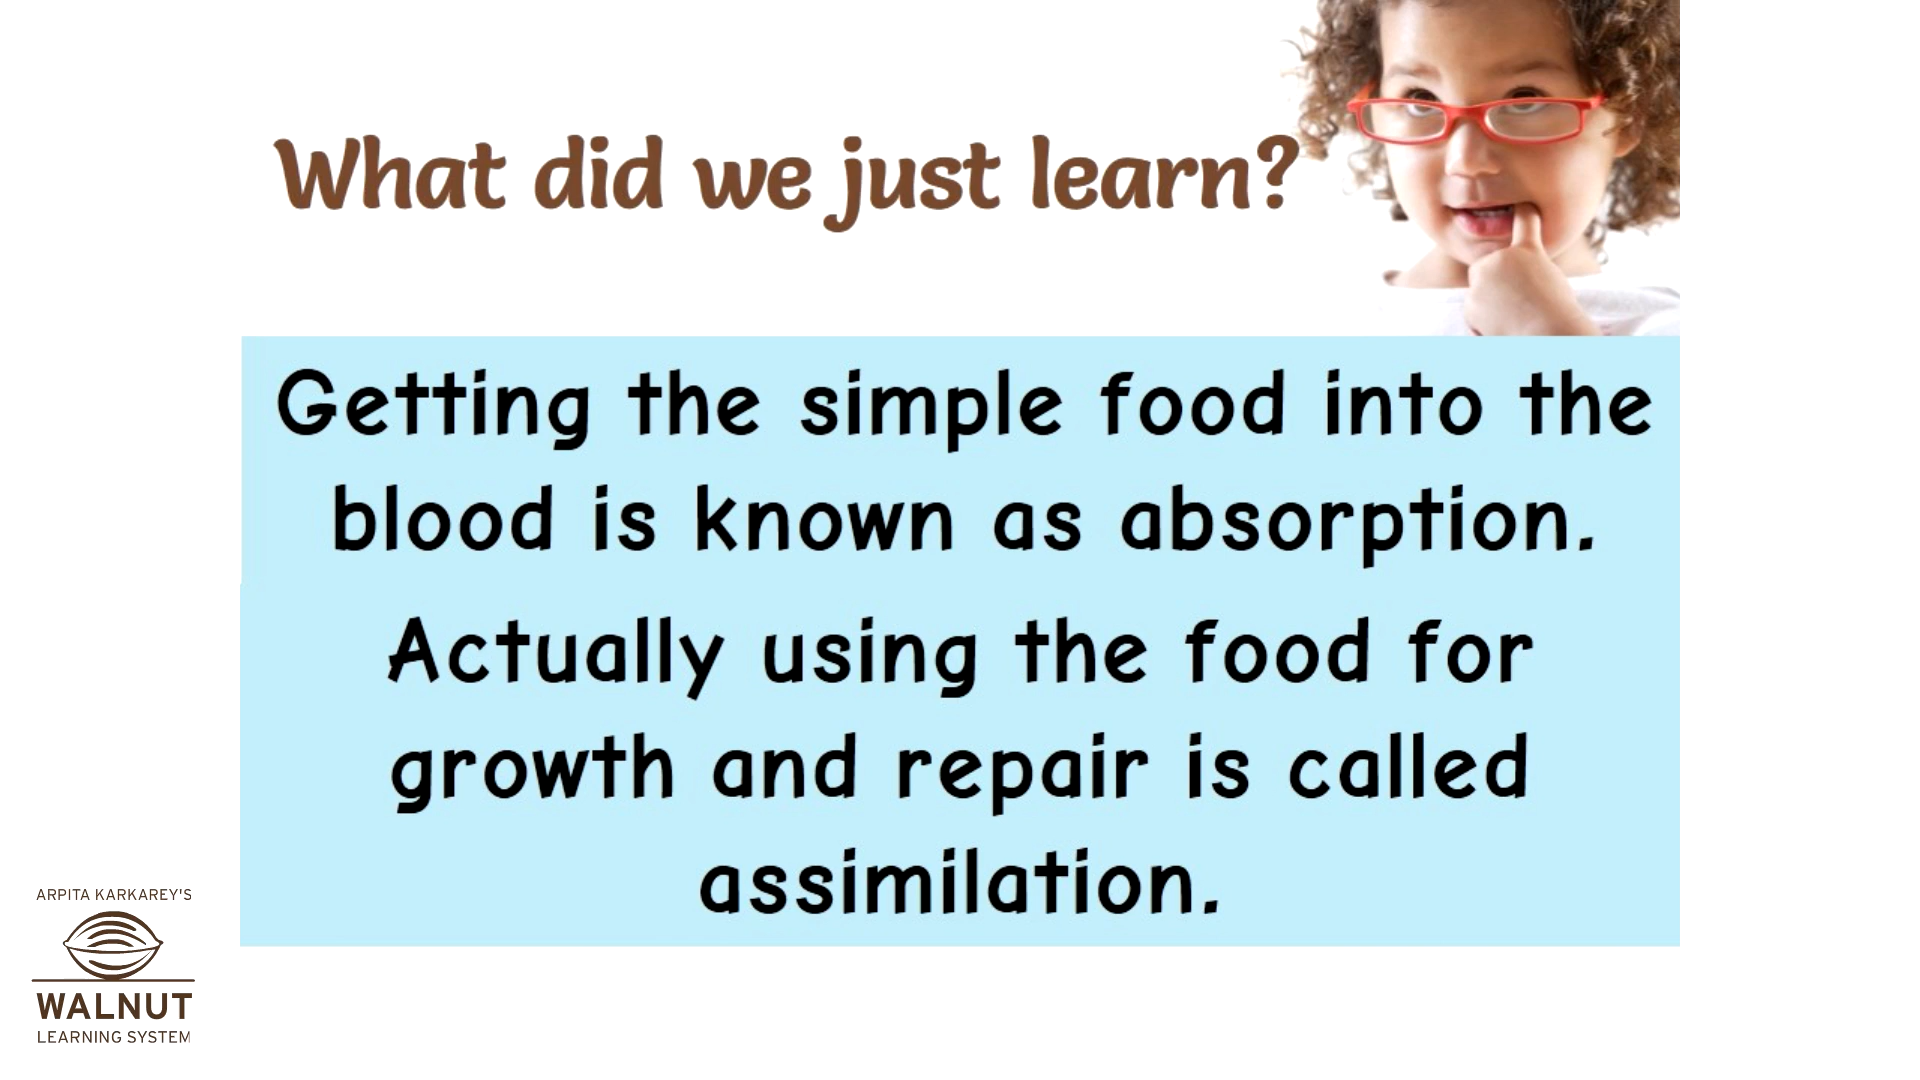 What did we just learn?
Getting the simple food into the
blood is known as absorption.
Actually using the food for
growth and repair is called
assimilation.
ARPITA KARKAREY'S
WALNUT
LEARNING SYSTEM